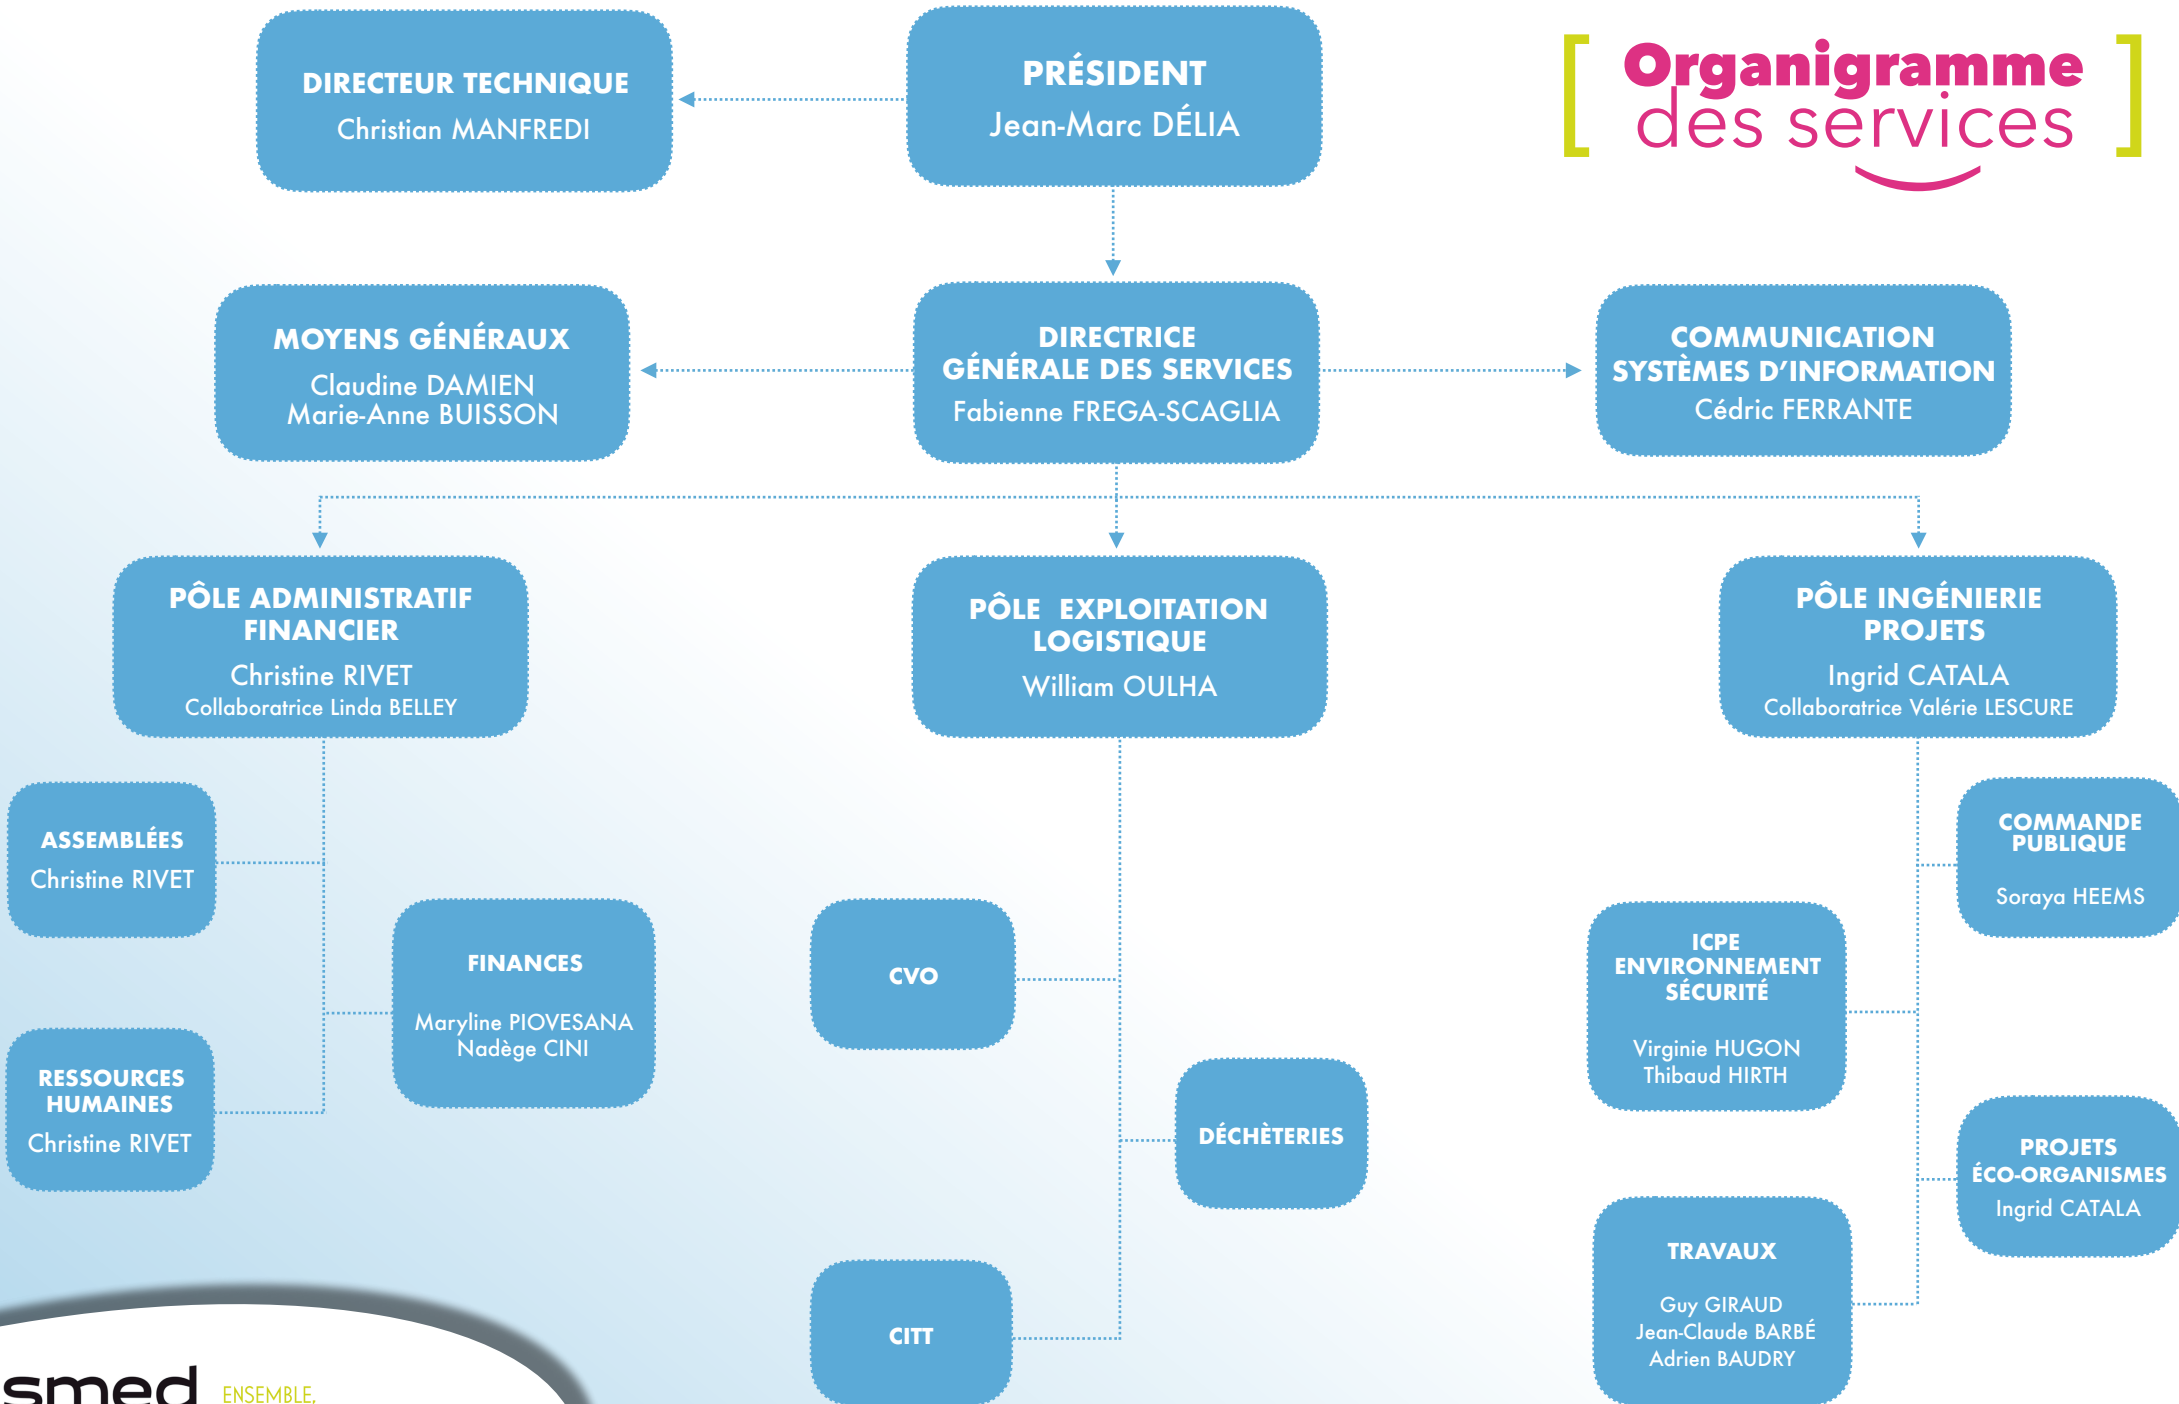 Organigramme
des services
DIRECTEUR TECHNIQUE
Christian MANFREDI
PRÉSIDENT
Jean-Marc DÉLIA
MOYENS GÉNÉRAUX
Claudine DAMIEN
Marie-Anne BUISSON
DIRECTRICE
GÉNÉRALE DES SERVICES
Fabienne FREGA-SCAGLIA
COMMUNICATION
SYSTÈMES D'INFORMATION
Cédric FERRANTE
PÔLE ADMINISTRATIF
FINANCIER
Christine RIVET
Collaboratrice Linda BELLEY
PÔLE EXPLOITATION
LOGISTIQUE
William OULHA
PÔLE INGÉNIERIE
PROJETS
Ingrid CATALA
Collaboratrice Valérie LESCURE
ASSEMBLÉES
Christine RIVET
FINANCES
Maryline PIOVESANA
Nadège CINI
RESSOURCES
HUMAINES
Christine RIVET
CVO
DÉCHÈTERIES
CITT
COMMANDE
PUBLIQUE
Soraya HEEMS
ICPE
ENVIRONNEMENT
SÉCURITÉ
Virginie HUGON
Thibaud HIRTH
PROJETS
ÉCO-ORGANISMES
Ingrid CATALA
TRAVAUX
Guy GIRAUD
Jean-Claude BARBÉ
Adrien BAUDRY
smed
ENSEMBLE,